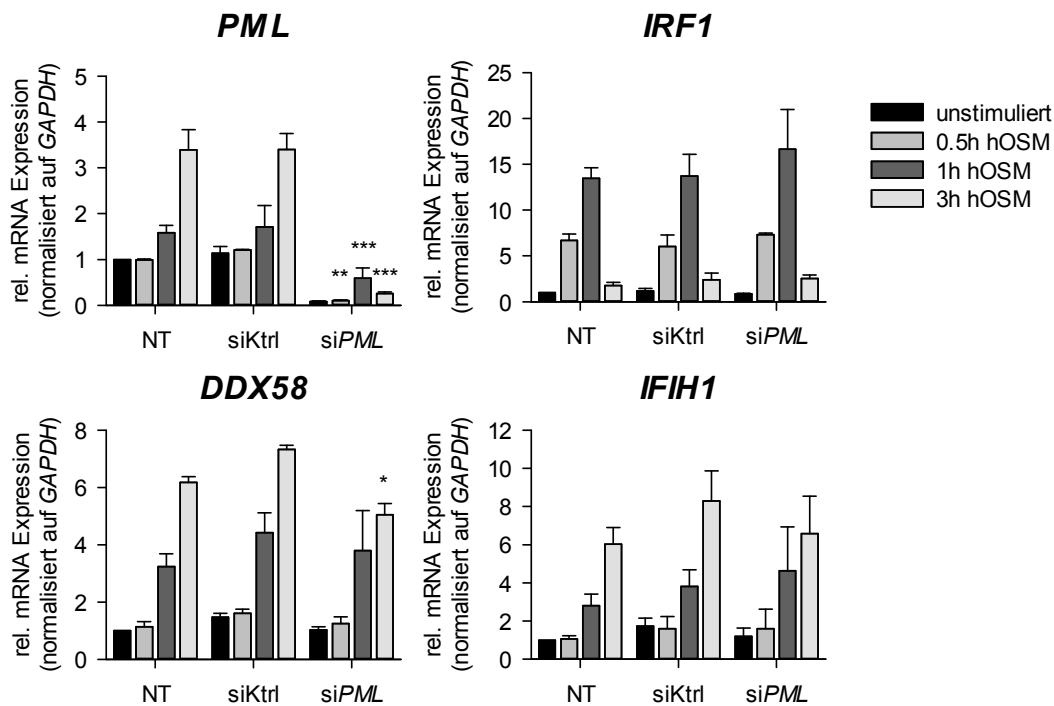 PML
rel. mRNA Expression
(normalisiert auf GAPDH)
5
4
3
2
1
0
**
***
***
NT
siKtrl
siPML
IRF1
rel. mRNA Expression
(normalisiert auf GAPDH)
25
20
15
10
5
0
NT
siKtrl
siPML
unstimuliert
0.5h hOSM
1h hOSM
3h hOSM
DDX58
rel. mRNA Expression
(normalisiert auf GAPDH)
8
6
4
2
0
*
NT
siKtrl
siPML
IFIH1
rel. mRNA Expression
(normalisiert auf GAPDH)
12
10
8
6
4
2
0
NT
siKtrl
siPML